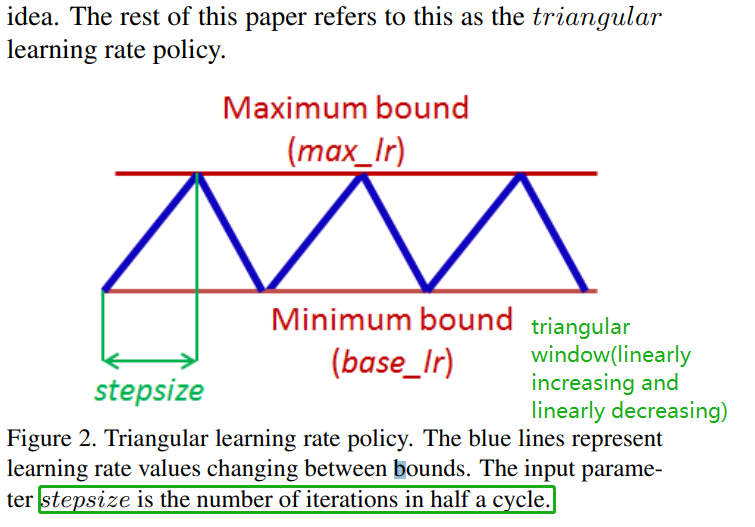 idea. The rest of this paper refers to this as the triangular
learning rate policy.
Maximum bound
(max_lr)
Minimum bound
(base_lr)
stepsize
triangular
window(linearly
increasing and
linearly decreasing)
Figure 2. Triangular learning rate policy. The blue lines represent
learning rate values changing between bounds. The input parame-
ter stepsize is the number of iterations in half a cycle.